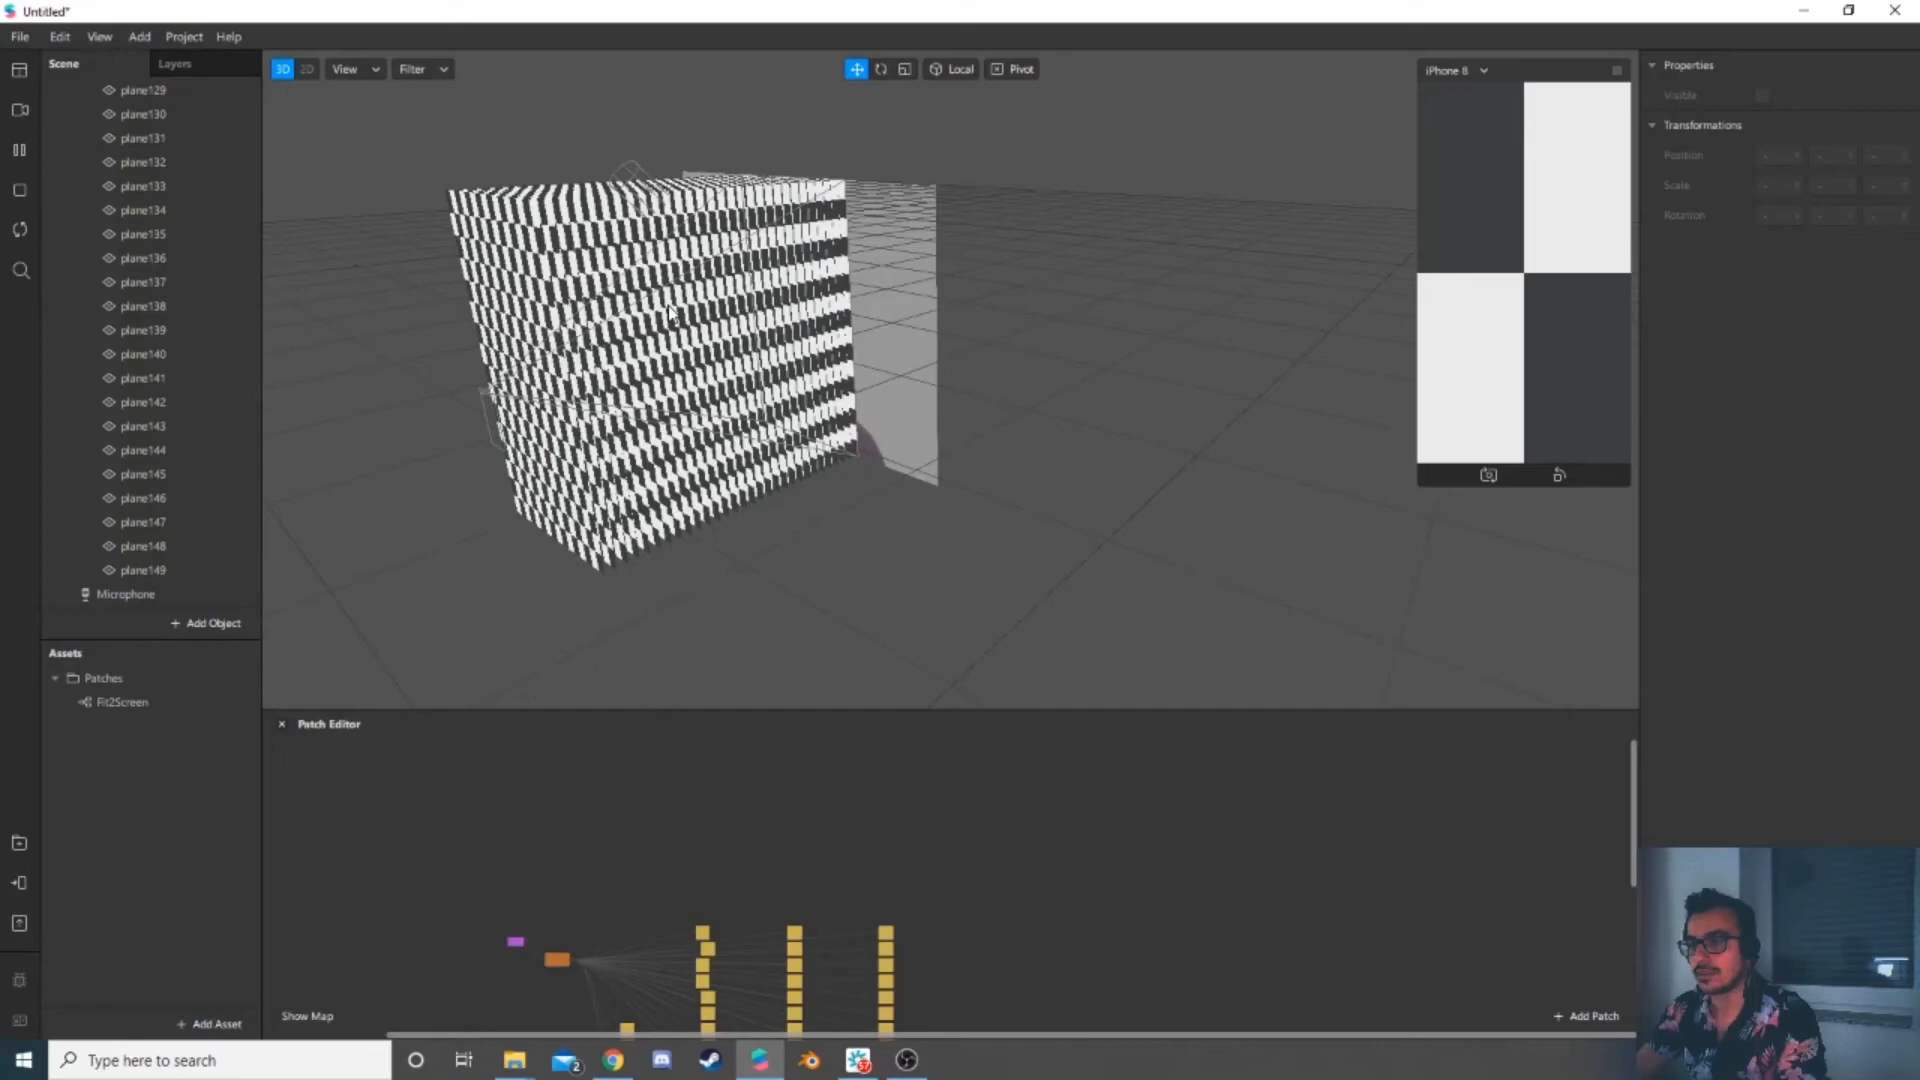 Untitled*
File Edit View Add Project Help
Scene Layers
plane129
plane130
plane131
plane132
plane133
plane134
plane135
plane136
plane137
plane138
plane139
plane140
plane141
plane142
plane143
plane144
plane145
plane146
plane147
plane148
plane149
Microphone
+ Add Object
Assets
Patches
Fit2Screen
+ Add Asset
3D 2D View Filter
Local Pivot
iPhone 8
Properties
Visible
Transformations
Position
Scale
Rotation
× Patch Editor
Show Map
+ Add Patch
Type here to search
2
57